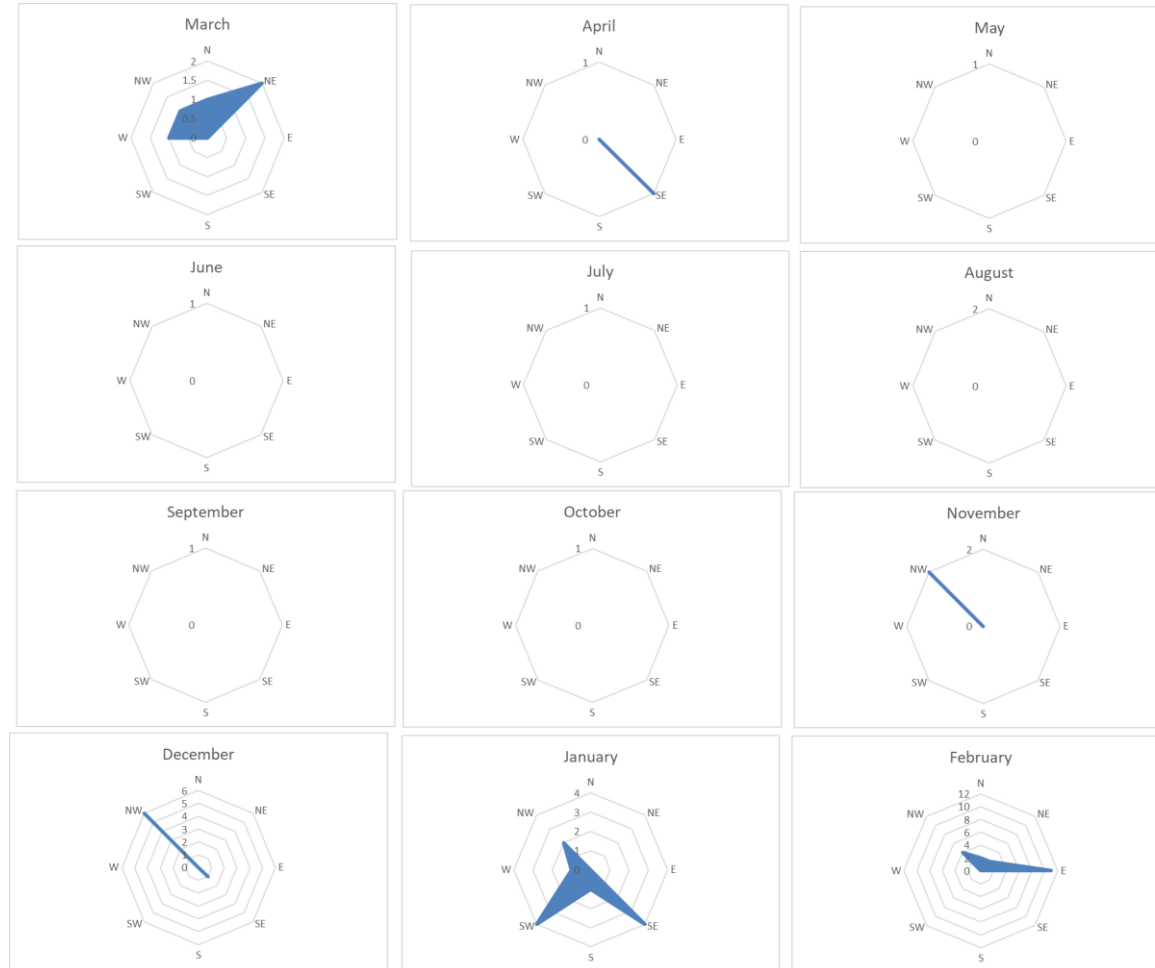 March
N
2
NW
NE
1.5
1
0.5
W
0
E
SW
SE
S
April
N
1
NW
NE
W
0
E
SW
SE
S
May
N
1
NW
NE
W
0
E
SW
SE
S
June
N
1
NW
NE
W
0
E
SW
SE
S
July
N
1
NW
NE
W
0
E
SW
SE
S
August
N
2
NW
NE
W
0
E
SW
SE
S
September
N
1
NW
NE
W
0
E
SW
SE
S
October
N
1
NW
NE
W
0
E
SW
SE
S
November
N
2
NW
NE
W
0
E
SW
SE
S
December
N
6
5
NW
NE
4
3
2
1
W
0
E
SW
SE
S
January
N
4
NW
NE
3
2
1
W
0
E
SW
SE
S
February
N
12
10
NW
NE
8
6
4
2
W
0
E
SW
SE
S